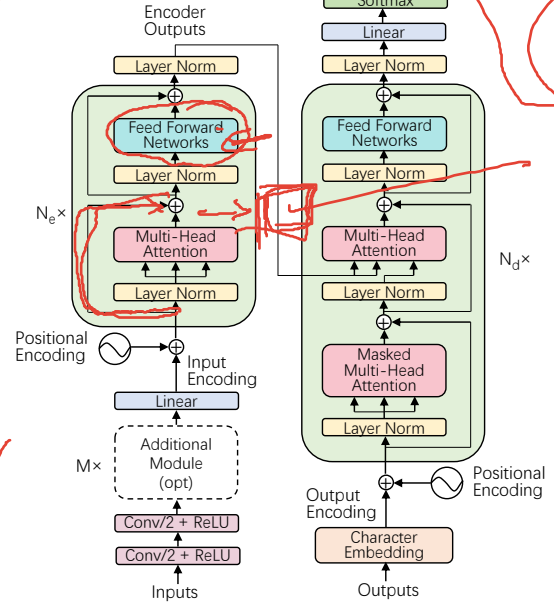 Encoder
Outputs
Layer Norm
Feed Forward
Networks
Layer Norm
Ne×
Multi-Head
Attention
Layer Norm
Positional
Encoding
Input
Encoding
Linear
M×
Additional
Module
(opt)
Conv/2 + ReLU
Conv/2 + ReLU
Inputs
Softmax
Linear
Layer Norm
Feed Forward
Networks
Layer Norm
Multi-Head
Attention
Nd×
Layer Norm
Masked
Multi-Head
Attention
Layer Norm
Output
Encoding
Positional
Encoding
Character
Embedding
Outputs